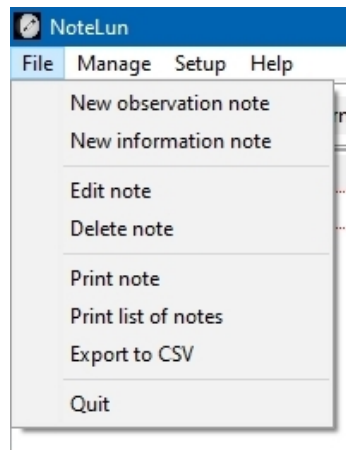 NoteLun
File Manage Setup Help
New observation note
New information note
Edit note
Delete note
Print note
Print list of notes
Export to CSV
Quit